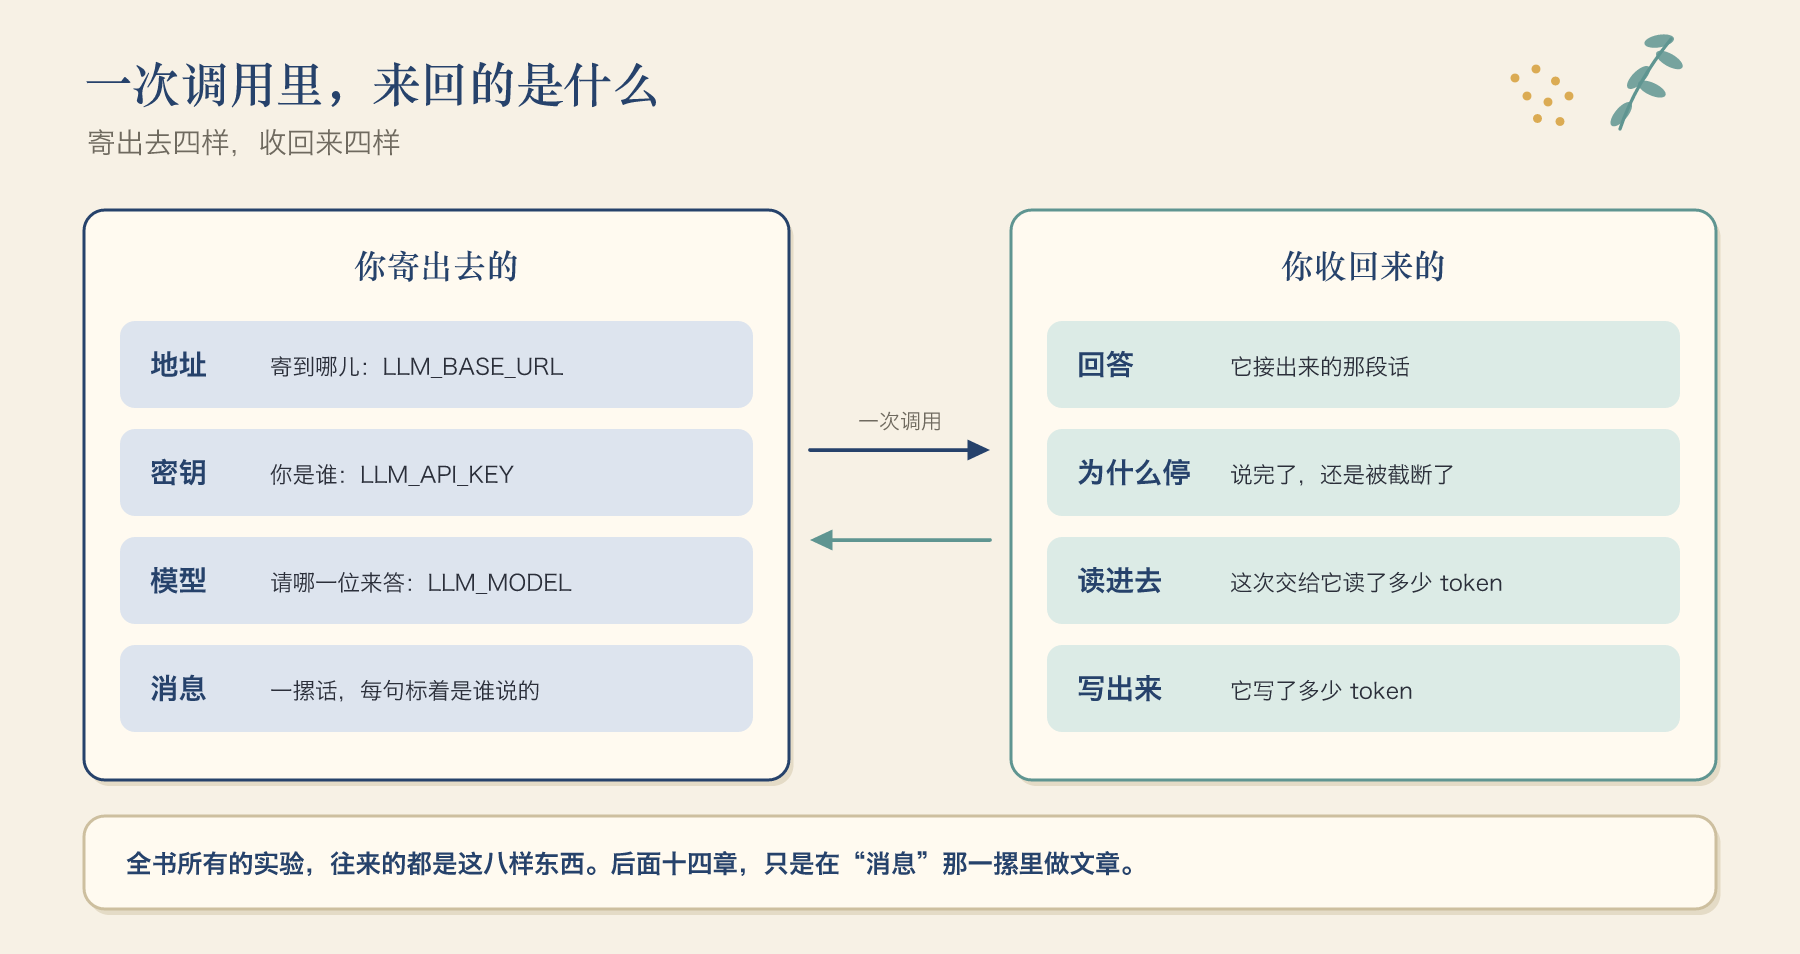 一次调用里，来回的是什么
寄出去四样，收回来四样
你寄出去的
地址 寄到哪儿：LLM_BASE_URL
密钥 你是谁：LLM_API_KEY
模型 请哪一位来答：LLM_MODEL
消息 一摞话，每句标着是谁说的
一次调用
你收回来的
回答 它接出来的那段话
为什么停 说完了，还是被截断了
读进去 这次交给它读了多少 token
写出来 它写了多少 token
全书所有的实验，往来的都是这八样东西。后面十四章，只是在“消息”那一摞里做文章。